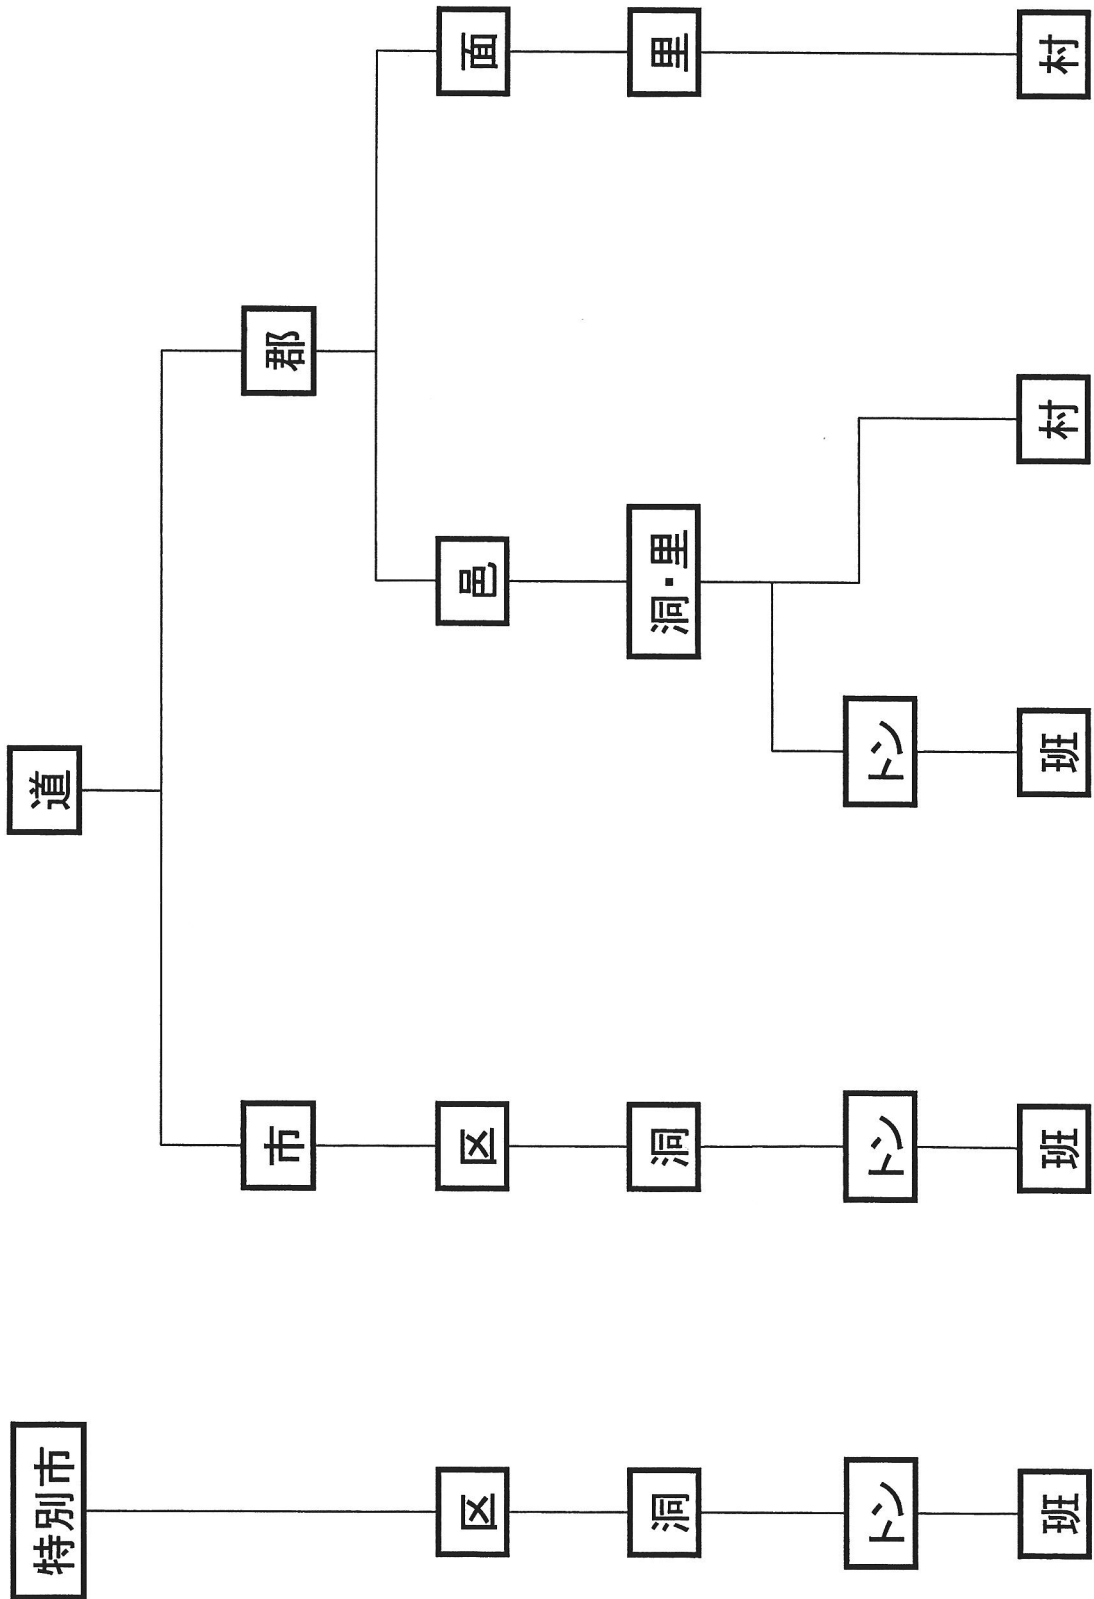 特別市
道
市
郡
区
区
邑
面
洞
洞
洞・里
里
トン
トン
トン
班
班
班
村
村